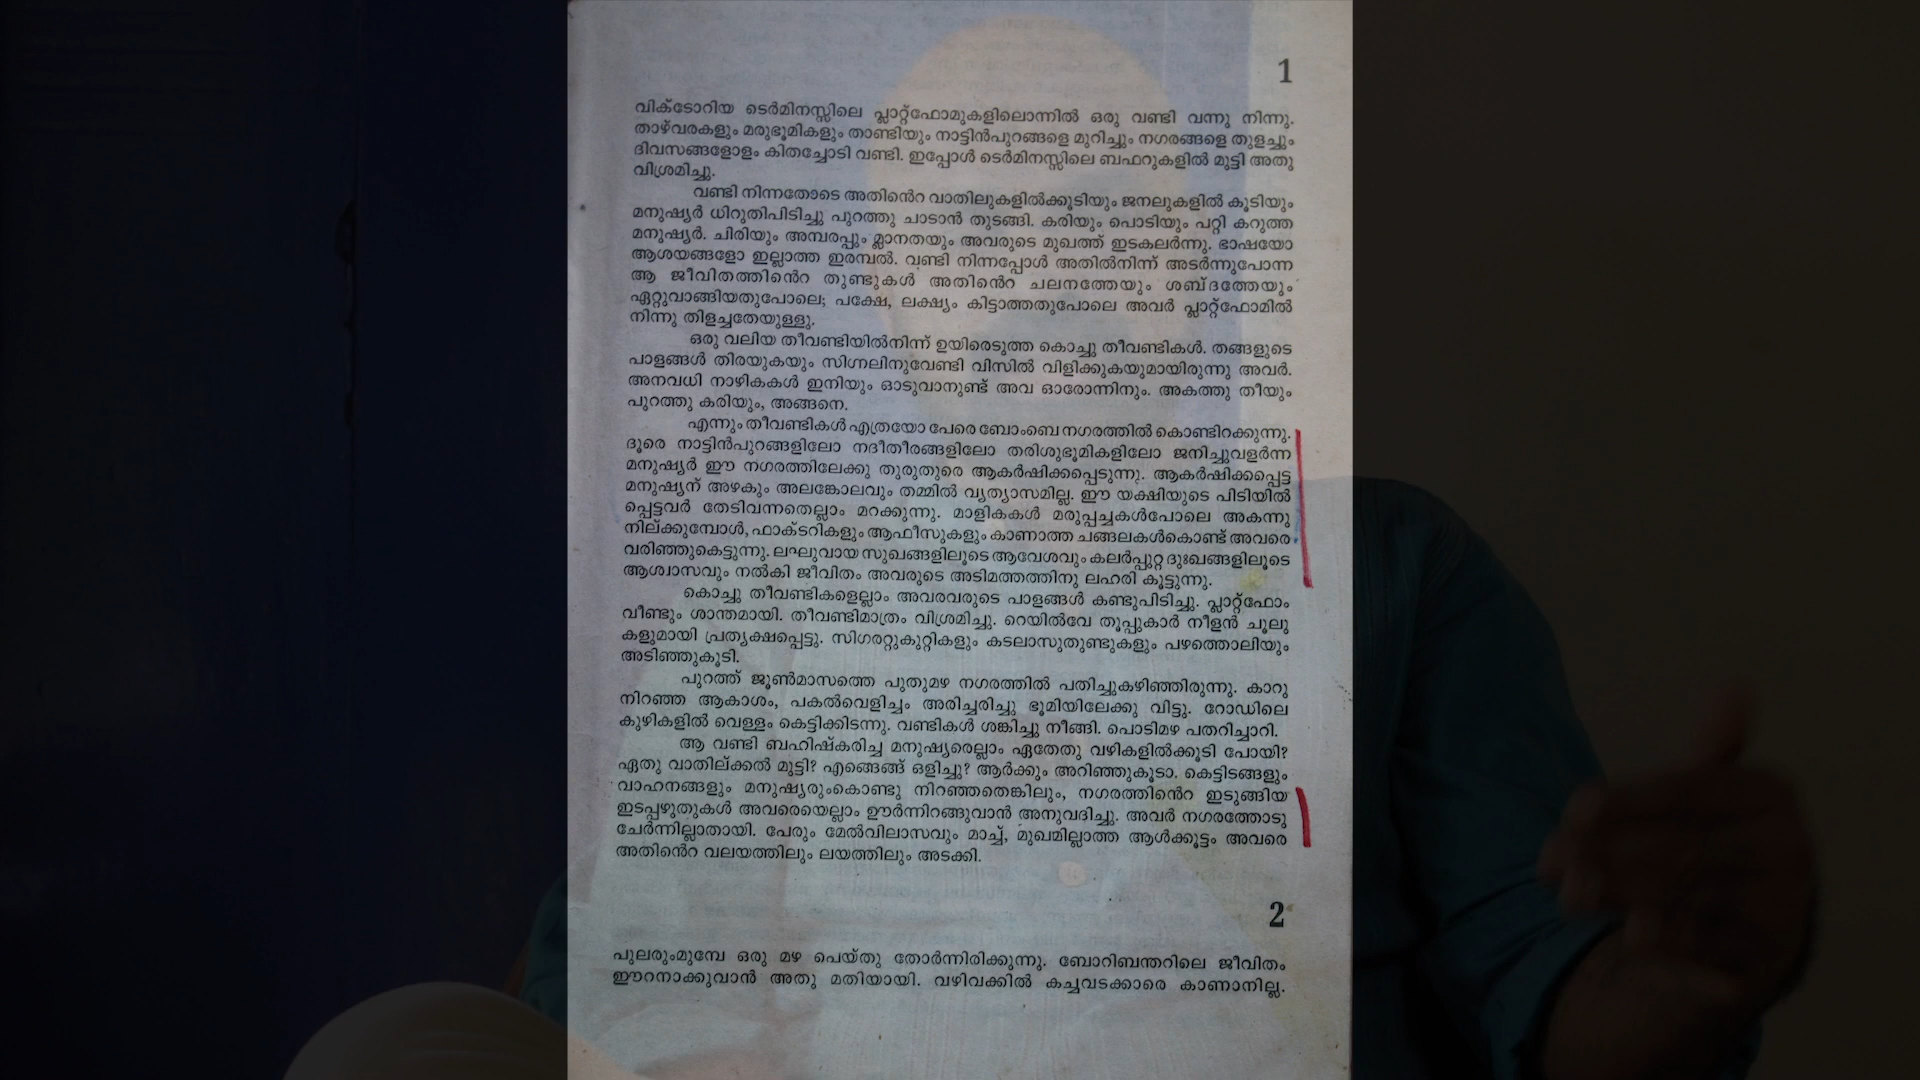 1
വിക്ടോറിയ ടെർമിനസ്സിലെ പ്ലാറ്റ്ഫോമുകളിലൊന്നിൽ ഒരു വണ്ടി വന്നു നിന്നു.
താഴ്വരകളും മരുഭൂമികളും താണ്ടിയും നാട്ടിൻപുറങ്ങളെ മുറിച്ചും നഗരങ്ങളെ തുളച്ചും
ദിവസങ്ങളോളം കിതച്ചോടി വണ്ടി. ഇപ്പോൾ ടെർമിനസ്സിലെ ബഫറുകളിൽ മുട്ടി അതു
വിശ്രമിച്ചു.
വണ്ടി നിന്നതോടെ അതിൻെറ വാതിലുകളിൽക്കൂടിയും ജനലുകളിൽ കൂടിയും
മനുഷ്യർ ധിറുതിപിടിച്ചു പുറത്തു ചാടാൻ തുടങ്ങി. കരിയും പൊടിയും പറ്റി കറുത്ത
മനുഷ്യർ. ചിരിയും അമ്പരപ്പും മ്ലാനതയും അവരുടെ മുഖത്ത് ഇടകലർന്നു. ഭാഷയോ
ആശയങ്ങളോ ഇല്ലാത്ത ഇരമ്പൽ. വണ്ടി നിന്നപ്പോൾ അതിൽനിന്ന് അടർന്നുപോന്ന
ആ ജീവിതത്തിൻെറ തുണ്ടുകൾ അതിൻെറ ചലനത്തേയും ശബ്ദത്തേയും
ഏറ്റുവാങ്ങിയതുപോലെ; പക്ഷേ, ലക്ഷ്യം കിട്ടാത്തതുപോലെ അവർ പ്ലാറ്റ്ഫോമിൽ
നിന്നു തിളച്ചതേയുള്ളു.
ഒരു വലിയ തീവണ്ടിയിൽനിന്ന് ഉയിരെടുത്ത കൊച്ചു തീവണ്ടികൾ. തങ്ങളുടെ
പാളങ്ങൾ തിരയുകയും സിഗ്നലിനുവേണ്ടി വിസിൽ വിളിക്കുകയുമായിരുന്നു അവർ.
അനവധി നാഴികകൾ ഇനിയും ഓടുവാനുണ്ട് അവ ഓരോന്നിനും. അകത്തു തീയും
പുറത്തു കരിയും, അങ്ങനെ.
എന്നും തീവണ്ടികൾ എത്രയോ പേരെ ബോംബെ നഗരത്തിൽ കൊണ്ടിറക്കുന്നു.
ദൂരെ നാട്ടിൻപുറങ്ങളിലോ നദീതീരങ്ങളിലോ തരിശുഭൂമികളിലോ ജനിച്ചുവളർന്ന
മനുഷ്യർ ഈ നഗരത്തിലേക്കു തുരുതുരെ ആകർഷിക്കപ്പെടുന്നു. ആകർഷിക്കപ്പെട്ട
മനുഷ്യന് അഴകും അലങ്കോലവും തമ്മിൽ വ്യത്യാസമില്ല. ഈ യക്ഷിയുടെ പിടിയിൽ
പ്പെട്ടവർ തേടിവന്നതെല്ലാം മറക്കുന്നു. മാളികകൾ മരുപ്പച്ചകൾപോലെ അകന്നു
നില്ക്കുമ്പോൾ, ഫാക്ടറികളും ആഫീസുകളും കാണാത്ത ചങ്ങലകൾകൊണ്ട് അവരെ
വരിഞ്ഞുകെട്ടുന്നു. ലഘുവായ സുഖങ്ങളിലൂടെ ആവേശവും കലർപ്പുറ്റ ദുഃഖങ്ങളിലൂടെ
ആശ്വാസവും നൽകി ജീവിതം അവരുടെ അടിമത്തത്തിനു ലഹരി കൂട്ടുന്നു.
കൊച്ചു തീവണ്ടികളെല്ലാം അവരവരുടെ പാളങ്ങൾ കണ്ടുപിടിച്ചു. പ്ലാറ്റ്ഫോം
വീണ്ടും ശാന്തമായി. തീവണ്ടിമാത്രം വിശ്രമിച്ചു. റെയിൽവേ തൂപ്പുകാർ നീളൻ ചൂലു
കളുമായി പ്രത്യക്ഷപ്പെട്ടു. സിഗരറ്റുകുറ്റികളും കടലാസുതുണ്ടുകളും പഴത്തൊലിയും
അടിഞ്ഞുകൂടി.
പുറത്ത് ജൂൺമാസത്തെ പുതുമഴ നഗരത്തിൽ പതിച്ചുകഴിഞ്ഞിരുന്നു. കാറു
നിറഞ്ഞ ആകാശം, പകൽവെളിച്ചം അരിച്ചരിച്ചു ഭൂമിയിലേക്കു വിട്ടു. റോഡിലെ
കുഴികളിൽ വെള്ളം കെട്ടിക്കിടന്നു. വണ്ടികൾ ശങ്കിച്ചു നീങ്ങി. പൊടിമഴ പതറിച്ചാറി.
ആ വണ്ടി ബഹിഷ്കരിച്ച മനുഷ്യരെല്ലാം ഏതേതു വഴികളിൽക്കൂടി പോയി?
ഏതു വാതില്ക്കൽ മുട്ടി? എങ്ങെങ്ങ് ഒളിച്ചു? ആർക്കും അറിഞ്ഞുകൂടാ. കെട്ടിടങ്ങളും
വാഹനങ്ങളും മനുഷ്യരുംകൊണ്ടു നിറഞ്ഞതെങ്കിലും, നഗരത്തിൻെറ ഇടുങ്ങിയ
ഇടപ്പഴുതുകൾ അവരെയെല്ലാം ഊർന്നിറങ്ങുവാൻ അനുവദിച്ചു. അവർ നഗരത്തോടു
ചേർന്നില്ലാതായി. പേരും മേൽവിലാസവും മാച്ച്, മുഖമില്ലാത്ത ആൾക്കൂട്ടം അവരെ
അതിൻെറ വലയത്തിലും ലയത്തിലും അടക്കി.
2
പുലരുംമുമ്പേ ഒരു മഴ പെയ്തു തോർന്നിരിക്കുന്നു. ബോറിബന്തറിലെ ജീവിതം
ഈറനാക്കുവാൻ അതു മതിയായി. വഴിവക്കിൽ കച്ചവടക്കാരെ കാണാനില്ല.